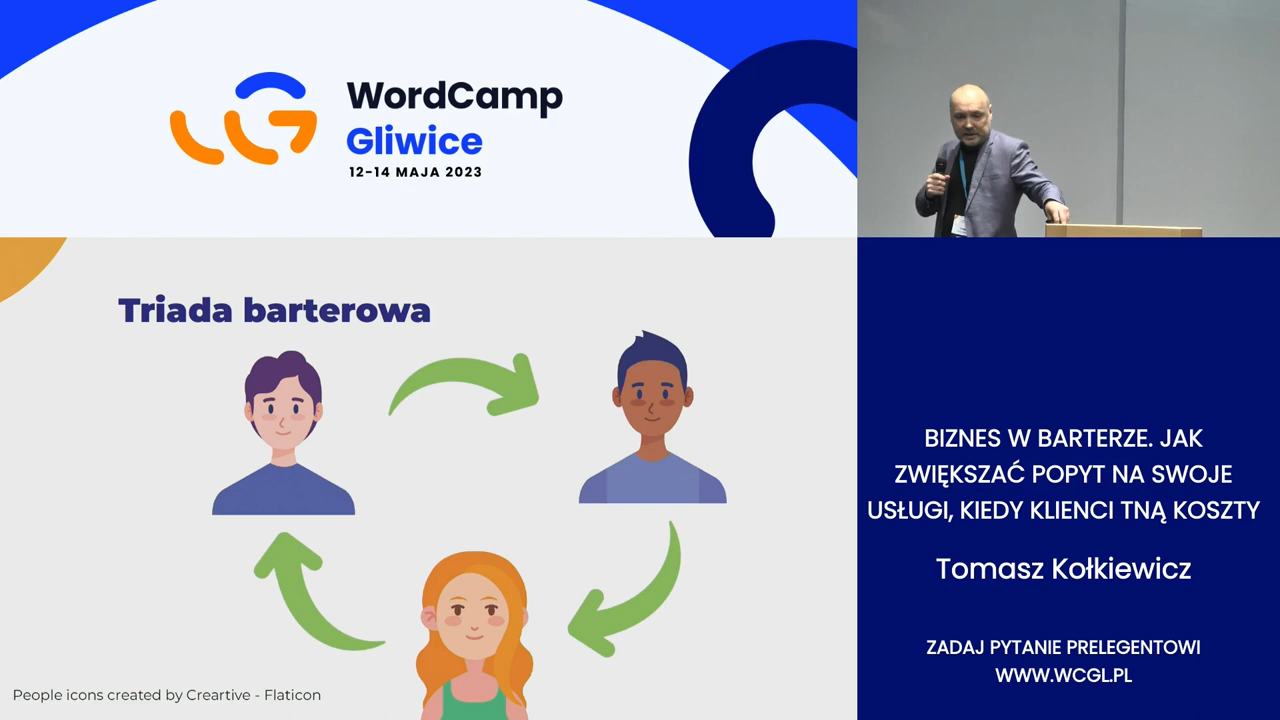 WordCamp
Gliwice
12-14 MAJA 2023
Triada barterowa
People icons created by Creartive - Flaticon
BIZNES W BARTERZE. JAK
ZWIĘKSZAĆ POPYT NA SWOJE
USŁUGI, KIEDY KLIENCI TNĄ KOSZTY
Tomasz Kołkiewicz
ZADAJ PYTANIE PRELEGENTOWI
WWW.WCGL.PL